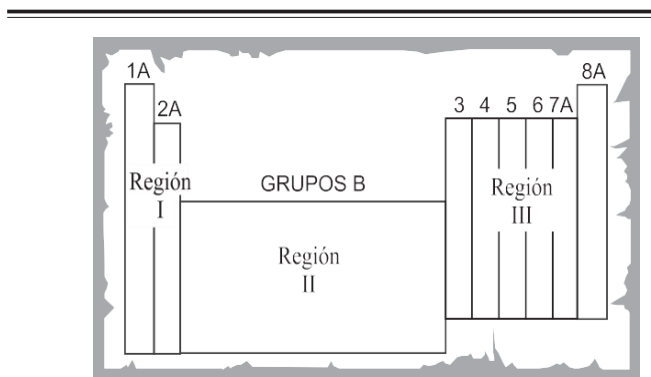 1A
8A
2A
3 4 5 6 7A
Región
I
GRUPOS B
Región
III
Región
II